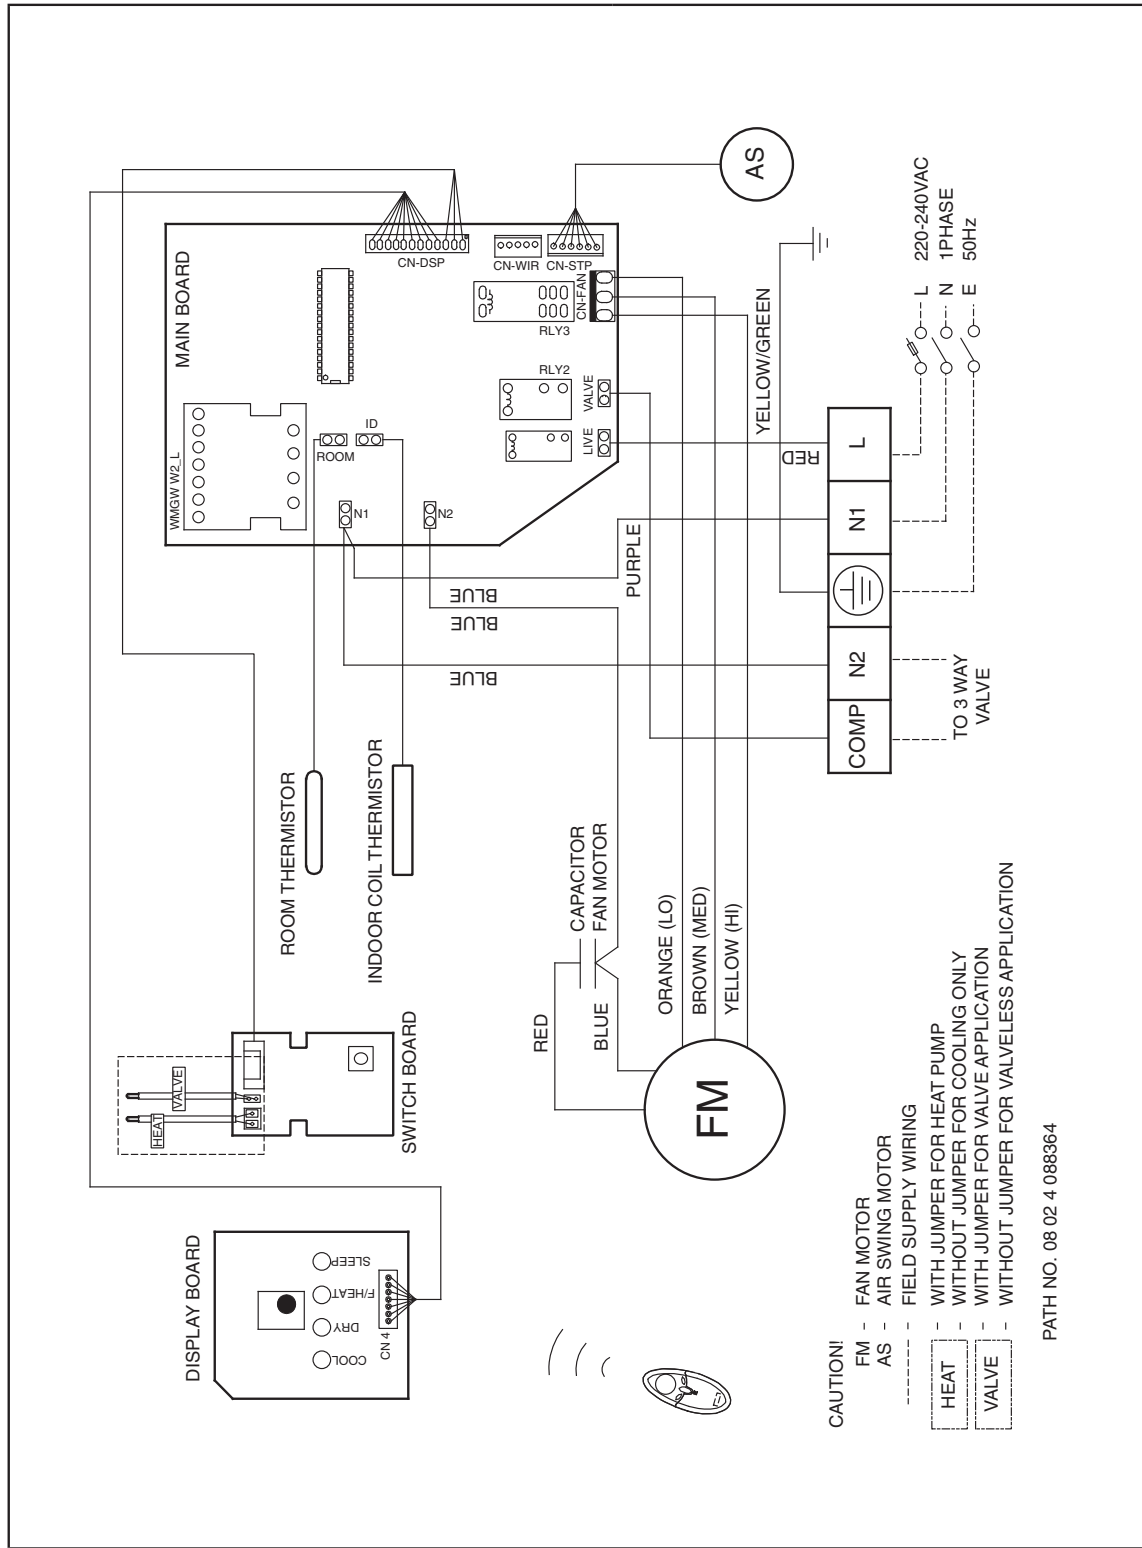 DISPLAY BOARD
COOL
DRY
F/HEAT
SLEEP
CN 4
SWITCH BOARD
HEAT
VALVE
ROOM THERMISTOR
INDOOR COIL THERMISTOR
MAIN BOARD
WMGW W2_L
ROOM
ID
N1
N2
CN-DSP
CN-WIR
CN-STP
CN-FAN
RLY3
RLY2
VALVE
LIVE
AS
BLUE
BLUE
BLUE
PURPLE
RED
YELLOW/GREEN
RED
BLUE
CAPACITOR
FAN MOTOR
ORANGE (LO)
BROWN (MED)
YELLOW (HI)
FM
COMP
N2
N1
L
TO 3 WAY
VALVE
L 220-240VAC
N 1PHASE
E 50Hz
CAUTION!
FM - FAN MOTOR
AS - AIR SWING MOTOR
------ - FIELD SUPPLY WIRING
HEAT - WITH JUMPER FOR HEAT PUMP
- WITHOUT JUMPER FOR COOLING ONLY
VALVE - WITH JUMPER FOR VALVE APPLICATION
- WITHOUT JUMPER FOR VALVELESS APPLICATION
PATH NO. 08 02 4 088364